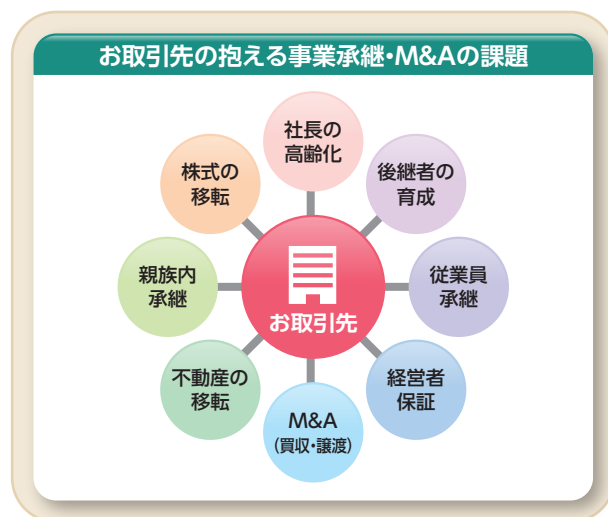 お取引先の抱える事業承継・M&Aの課題
社長の
高齢化
後継者の
育成
従業員
承継
経営者
保証
M&A
(買収・譲渡)
不動産の
移転
親族内
承継
株式の
移転
お取引先